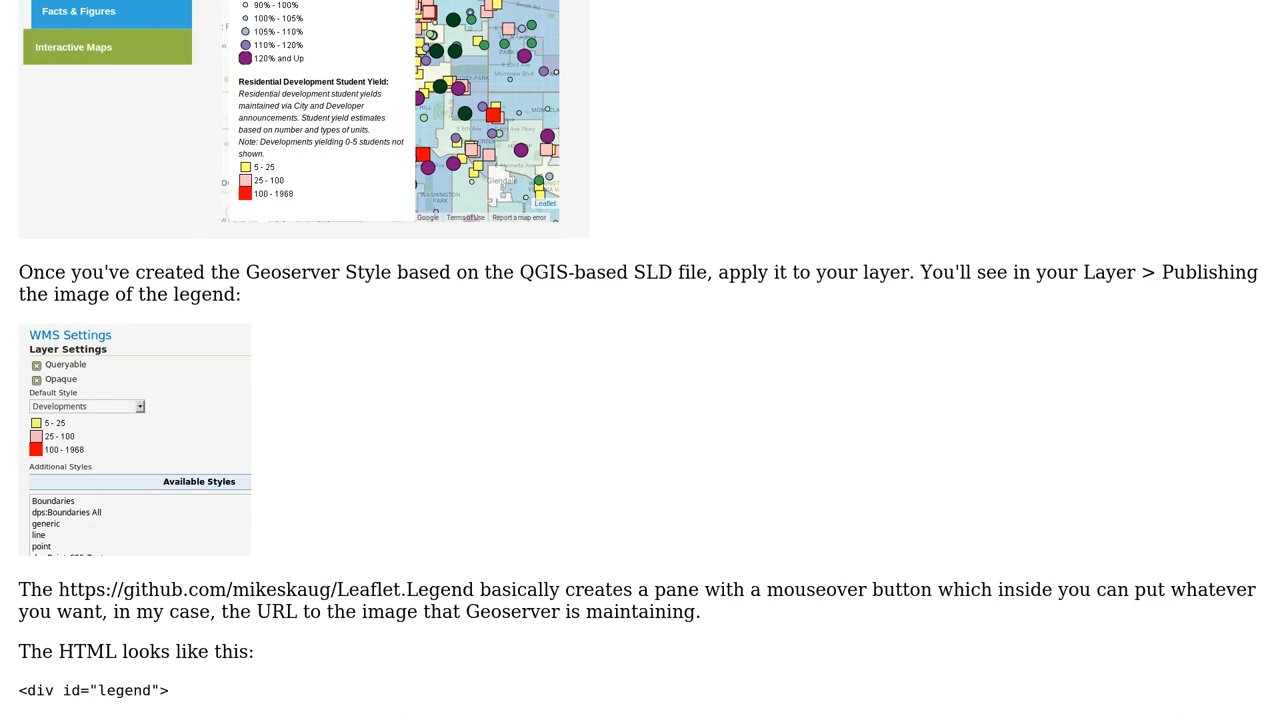 Facts & Figures
Interactive Maps
90% - 100%
100% - 105%
105% - 110%
110% - 120%
120% and Up
Residential Development Student Yield:
Residential development student yields
maintained via City and Developer
announcements. Student yield estimates
based on number and types of units.
Note: Developments yielding 0-5 students not
shown.
5 - 25
25 - 100
100 - 1968
CITY PARK
Glendale
WASHINGTON
PARK
Leaflet
Google
Terms of Use
Report a map error
Once you've created the Geoserver Style based on the QGIS-based SLD file, apply it to your layer. You'll see in your Layer > Publishing
the image of the legend:
WMS Settings
Layer Settings
Queryable
Opaque
Default Style
Developments
5 - 25
25 - 100
100 - 1968
Additional Styles
Available Styles
Boundaries
dps:Boundaries All
generic
line
point
The https://github.com/mikeskaug/Leaflet.Legend basically creates a pane with a mouseover button which inside you can put whatever
you want, in my case, the URL to the image that Geoserver is maintaining.
The HTML looks like this:
<div id="legend">